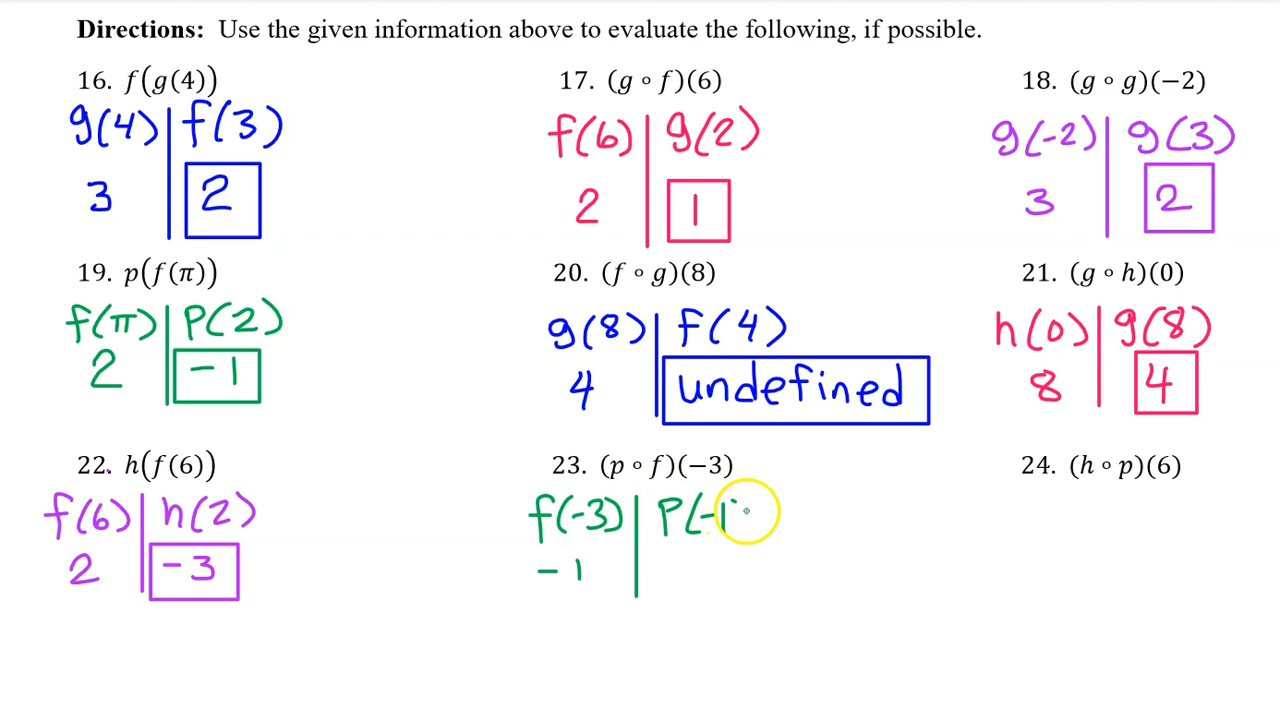 Directions: Use the given information above to evaluate the following, if possible.
16. f(g(4))
g(4) | f(3)
3 | 2
17. (g ∘ f)(6)
f(6) | g(2)
2 | 1
18. (g ∘ g)(−2)
g(-2) | g(3)
3 | 2
19. p(f(π))
f(π) | P(2)
2 | -1
20. (f ∘ g)(8)
g(8) | f(4)
4 | undefined
21. (g ∘ h)(0)
h(0) | g(8)
8 | 4
22. h(f(6))
f(6) | h(2)
2 | -3
23. (p ∘ f)(−3)
f(-3) | P(-1
-1 |
24. (h ∘ p)(6)